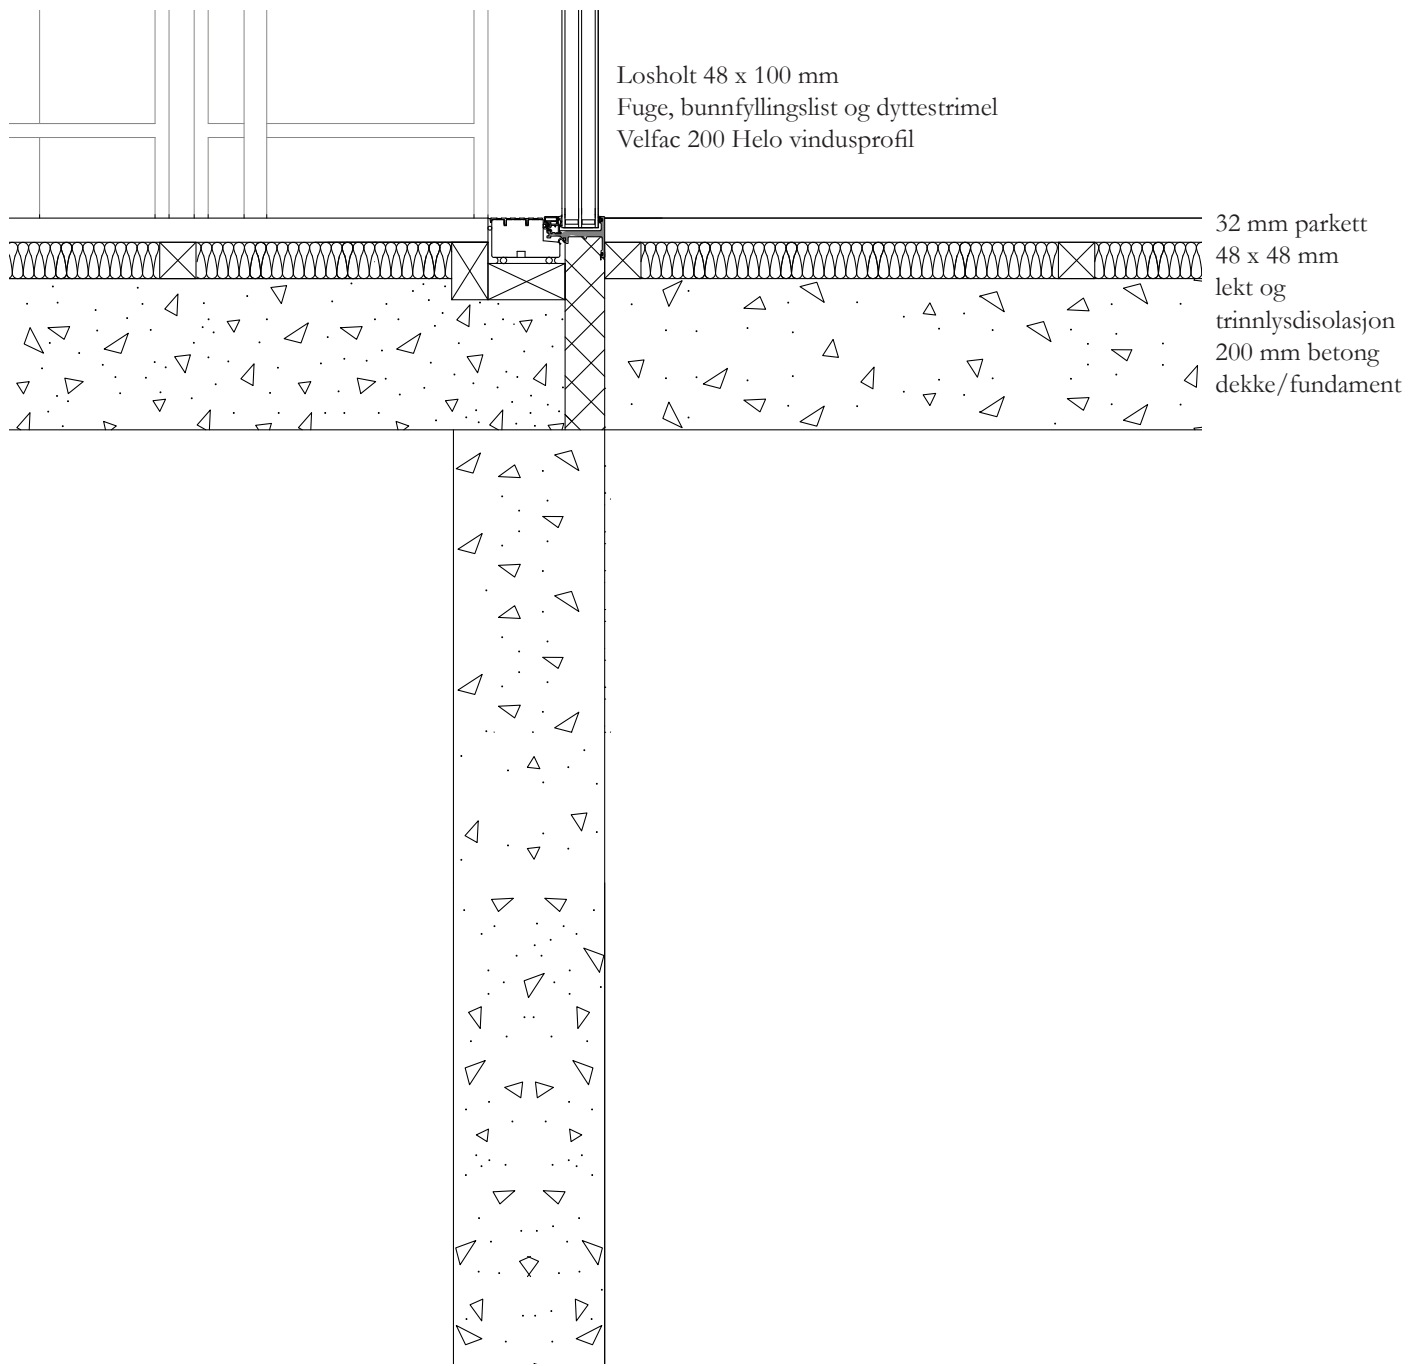 Losholt 48 x 100 mm
Fuge, bunnfyllingslist og dyttestrimel
Velfac 200 Helo vindusprofil
32 mm parkett
48 x 48 mm
lekt og
trinnlysdisolasjon
200 mm betong
dekke/fundament